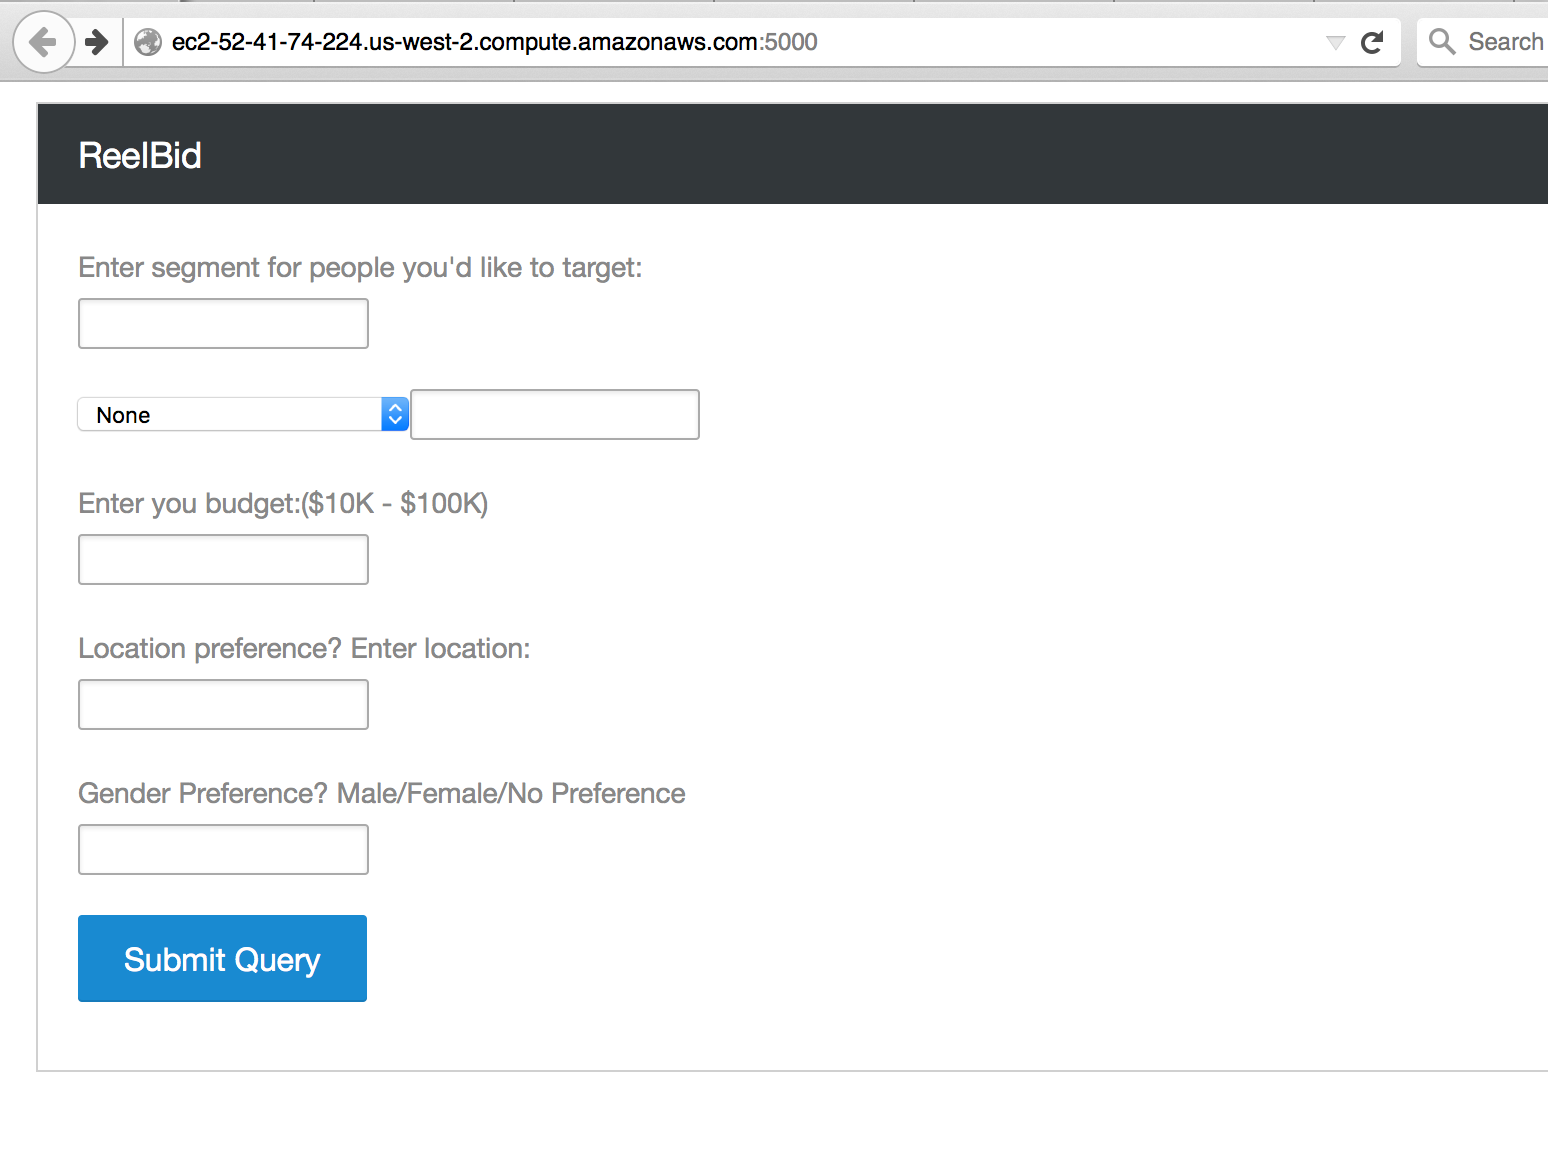 ec2-52-41-74-224.us-west-2.compute.amazonaws.com:5000
Search
ReelBid
Enter segment for people you'd like to target:
None
Enter you budget:($10K - $100K)
Location preference? Enter location:
Gender Preference? Male/Female/No Preference
Submit Query